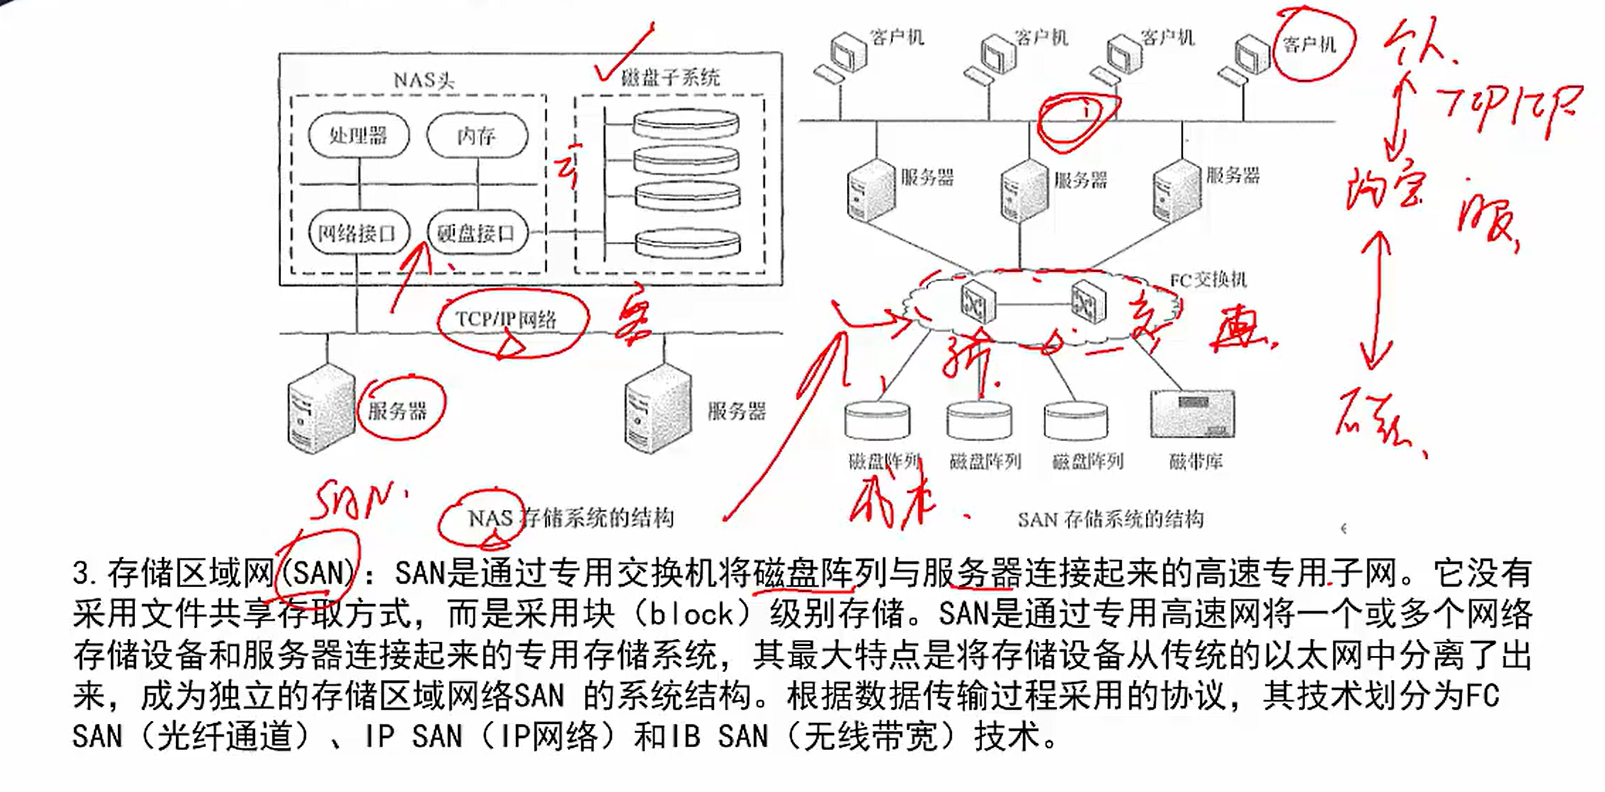 NAS头
磁盘子系统
处理器
内存
网络接口
硬盘接口
TCP/IP网络
服务器
服务器
SAN.
NAS 存储系统的结构
客户机
客户机
客户机
客户机
个人
TCP/TCP
服务器
服务器
服务器
服
FC交换机
交
磁盘阵列
磁盘阵列
磁盘阵列
磁带库
成本
SAN 存储系统的结构
3. 存储区域网(SAN)：SAN是通过专用交换机将磁盘阵列与服务器连接起来的高速专用子网。它没有
采用文件共享存取方式，而是采用块（block）级别存储。SAN是通过专用高速网将一个或多个网络
存储设备和服务器连接起来的专用存储系统，其最大特点是将存储设备从传统的以太网中分离了出
来，成为独立的存储区域网络SAN 的系统结构。根据数据传输过程采用的协议，其技术划分为FC
SAN（光纤通道）、IP SAN（IP网络）和IB SAN（无线带宽）技术。